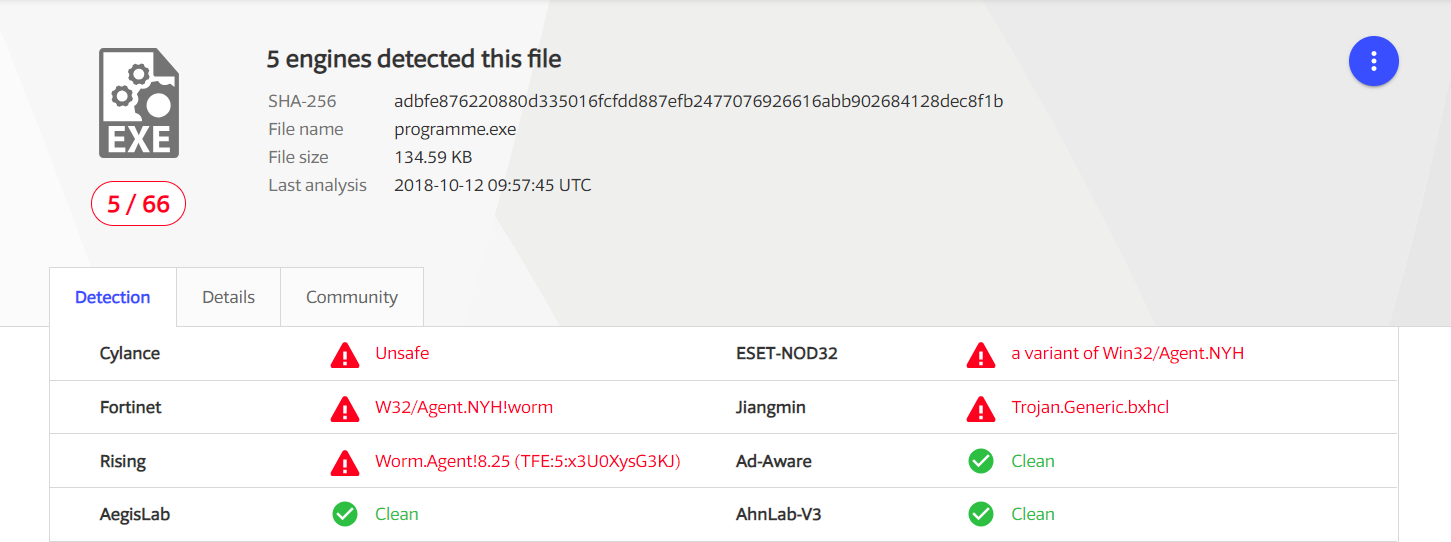 5 engines detected this file
SHA-256 adbfe876220880d335016fcfdd887efb2477076926616abb902684128dec8f1b
File name programme.exe
File size 134.59 KB
Last analysis 2018-10-12 09:57:45 UTC
EXE
5 / 66
Detection Details Community
Cylance Unsafe ESET-NOD32 a variant of Win32/Agent.NYH
Fortinet W32/Agent.NYH!worm Jiangmin Trojan.Generic.bxhcl
Rising Worm.Agent!8.25 (TFE:5:x3U0XysG3KJ) Ad-Aware Clean
AegisLab Clean AhnLab-V3 Clean